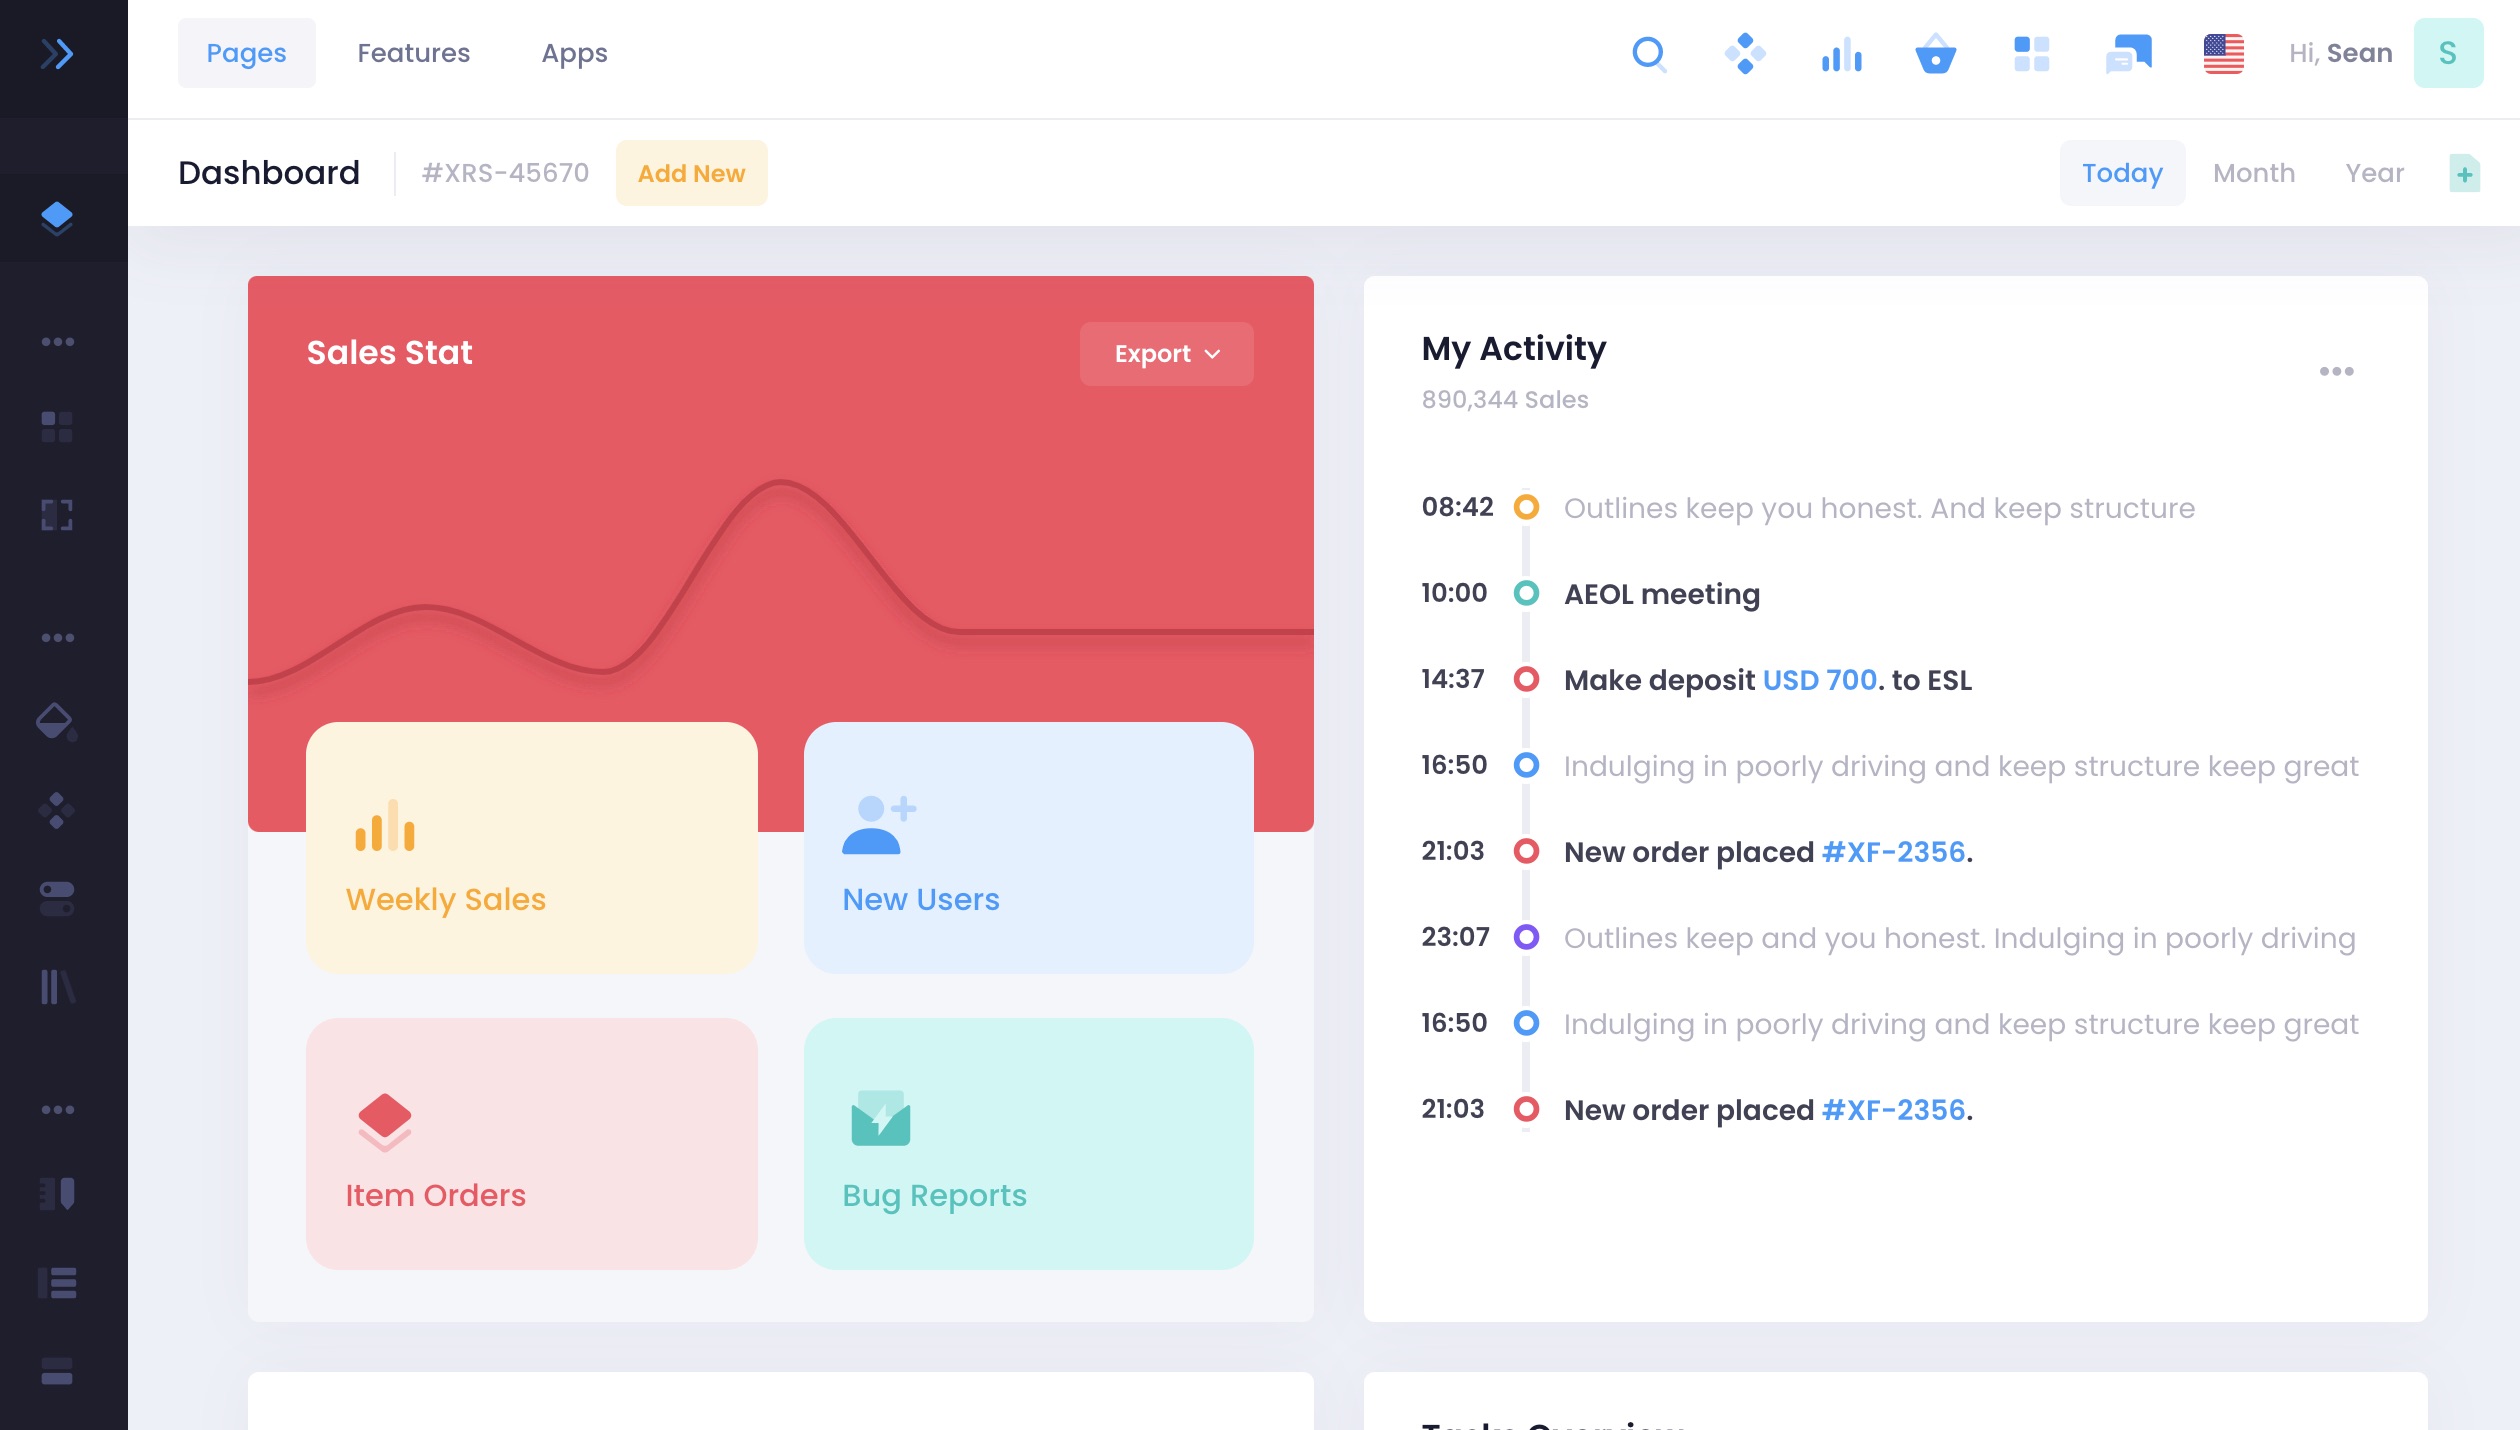 Pages Features Apps Hi, Sean S
Dashboard #XRS-45670 Add New Today Month Year
Sales Stat Export
Weekly Sales
New Users
Item Orders
Bug Reports
My Activity
890,344 Sales
08:42 Outlines keep you honest. And keep structure
10:00 AEOL meeting
14:37 Make deposit USD 700. to ESL
16:50 Indulging in poorly driving and keep structure keep great
21:03 New order placed #XF-2356.
23:07 Outlines keep and you honest. Indulging in poorly driving
16:50 Indulging in poorly driving and keep structure keep great
21:03 New order placed #XF-2356.